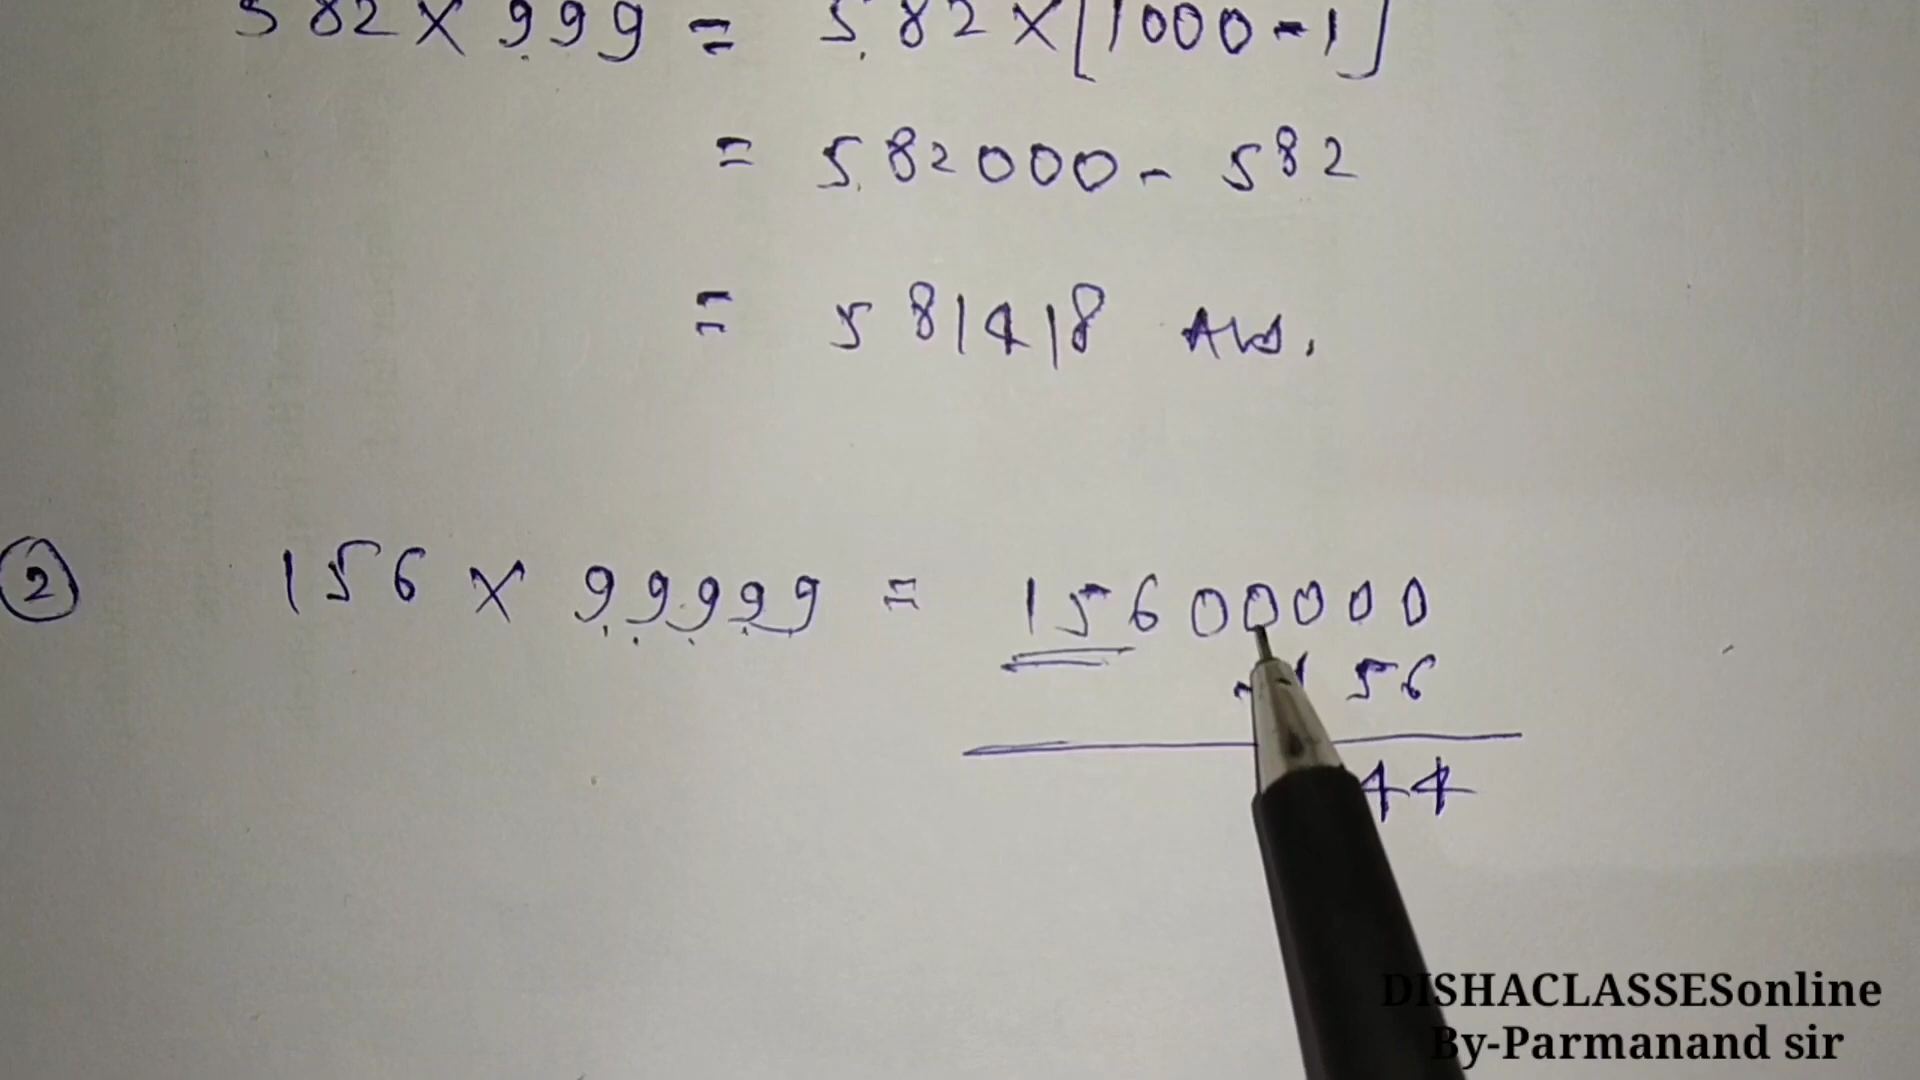 582 × 999 = 582 × [1000 - 1]
= 582000 - 582
= 581418 Ans.
② 156 × 99999 = 15600000
- 156
44
DISHACLASSESonline
By-Parmanand sir